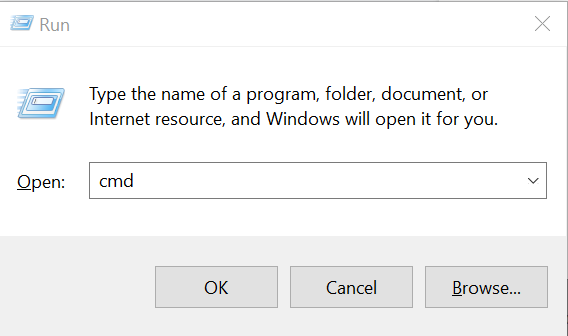 Run
Type the name of a program, folder, document, or
Internet resource, and Windows will open it for you.
Open: cmd
OK Cancel Browse...